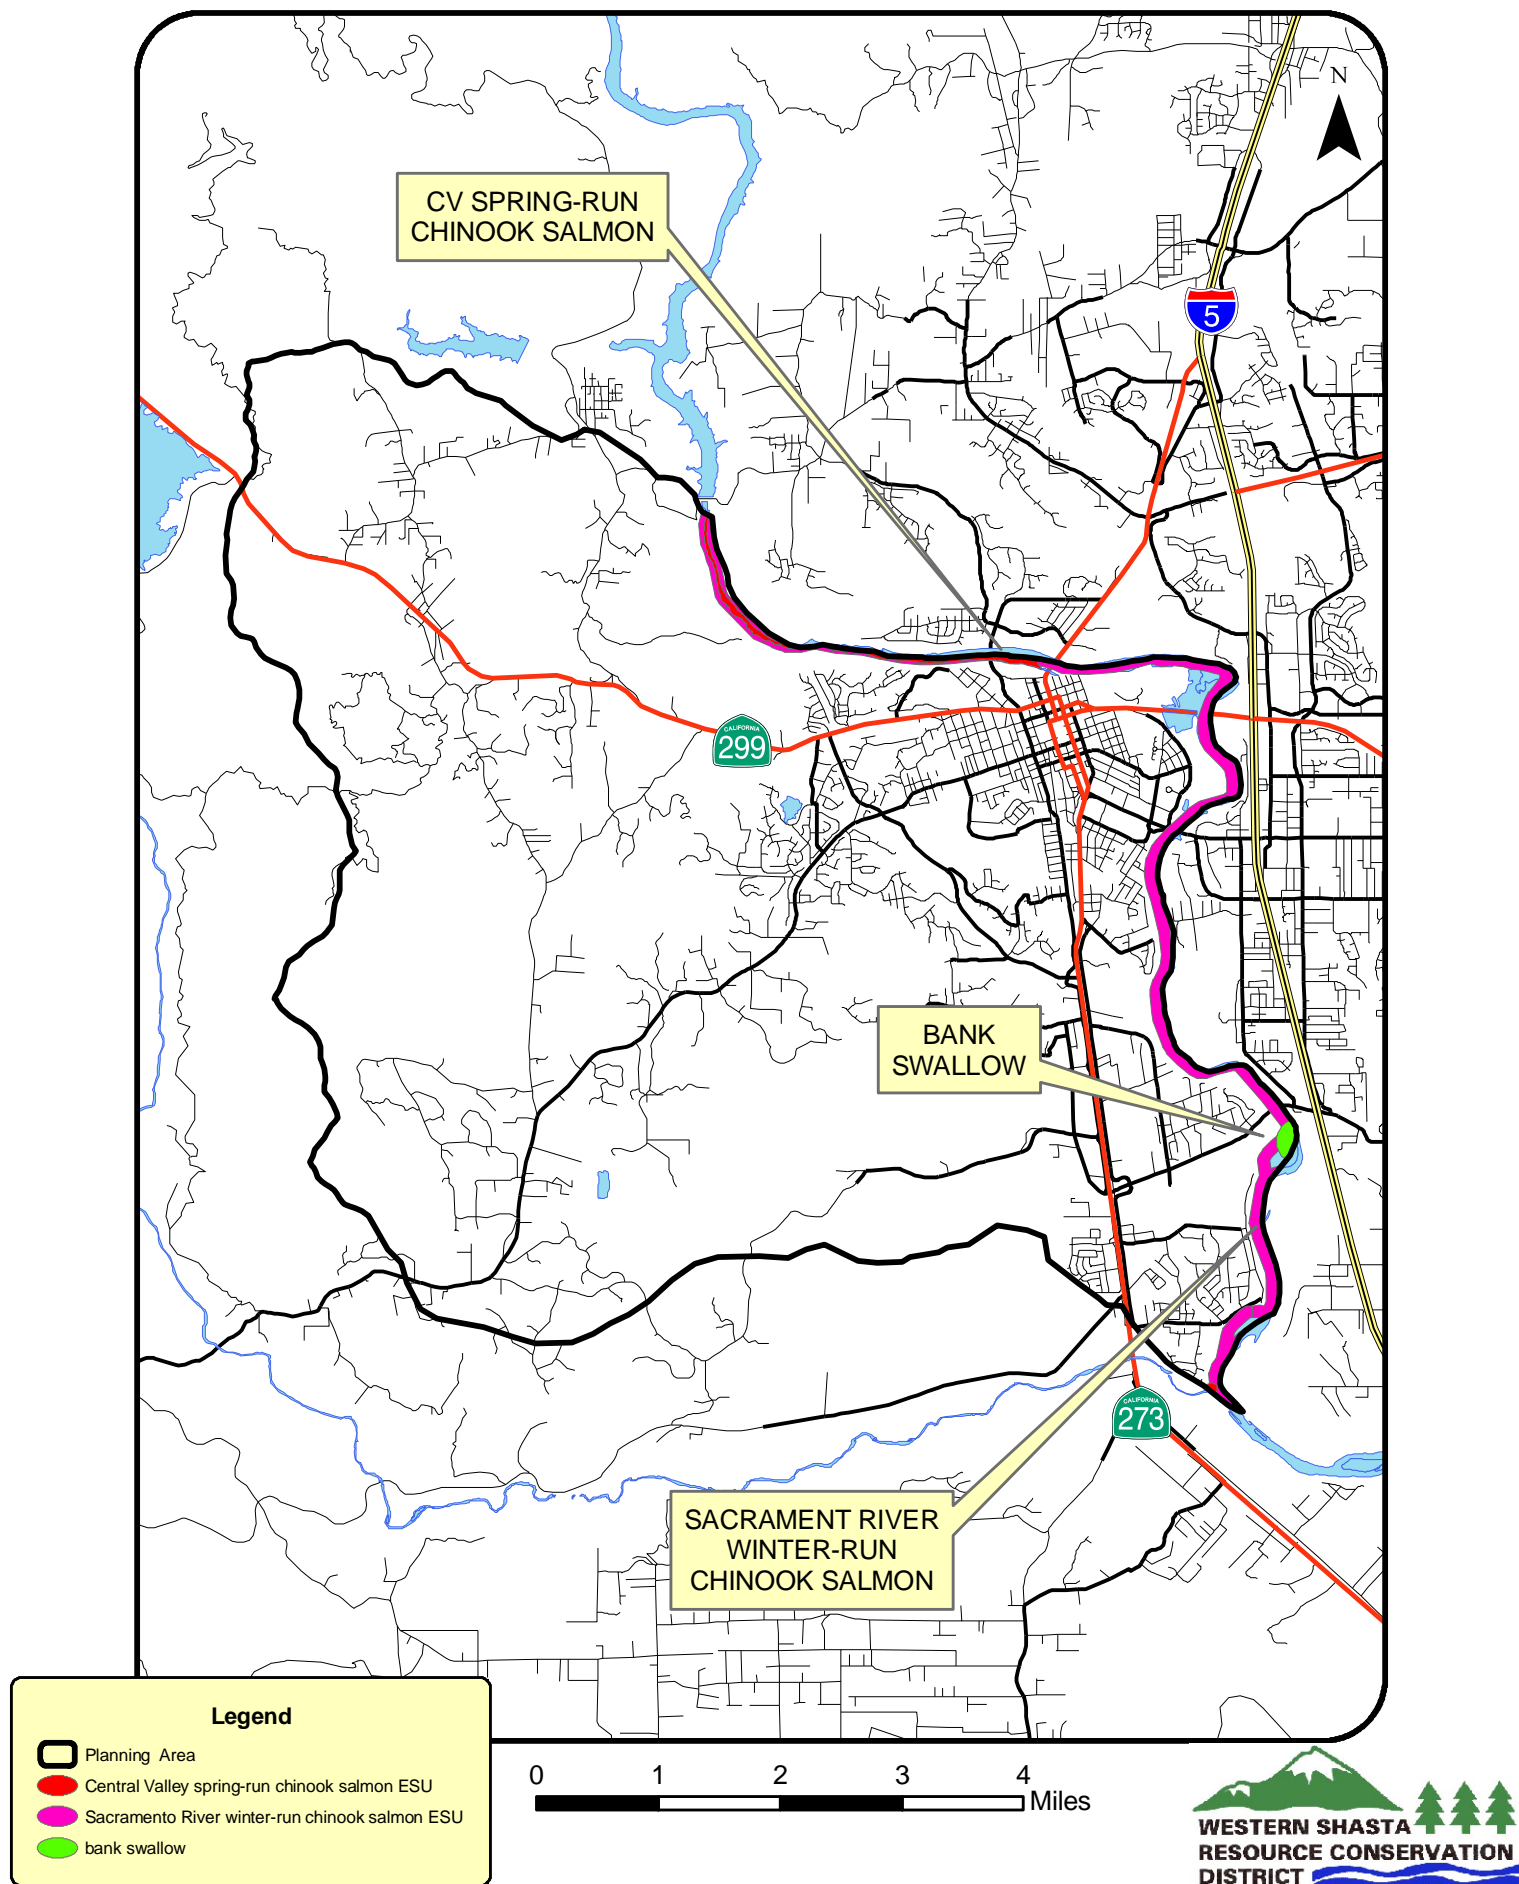 N
CV SPRING-RUN
CHINOOK SALMON
5
CALIFORNIA
299
BANK
SWALLOW
CALIFORNIA
273
SACRAMENT RIVER
WINTER-RUN
CHINOOK SALMON
Legend
Planning Area
Central Valley spring-run chinook salmon ESU
Sacramento River winter-run chinook salmon ESU
bank swallow
0 1 2 3 4
Miles
WESTERN SHASTA
RESOURCE CONSERVATION
DISTRICT